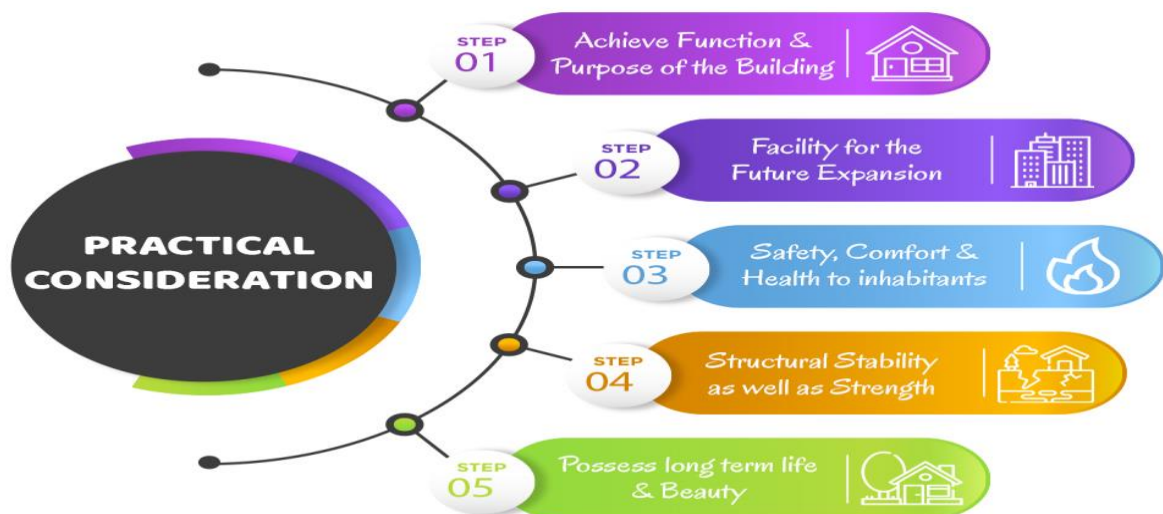 STEP
01
Achieve Function &
Purpose of the Building
STEP
02
Facility for the
Future Expansion
PRACTICAL
CONSIDERATION
STEP
03
Safety, Comfort &
Health to inhabitants
STEP
04
Structural Stability
as well as Strength
STEP
05
Possess long term life
& Beauty